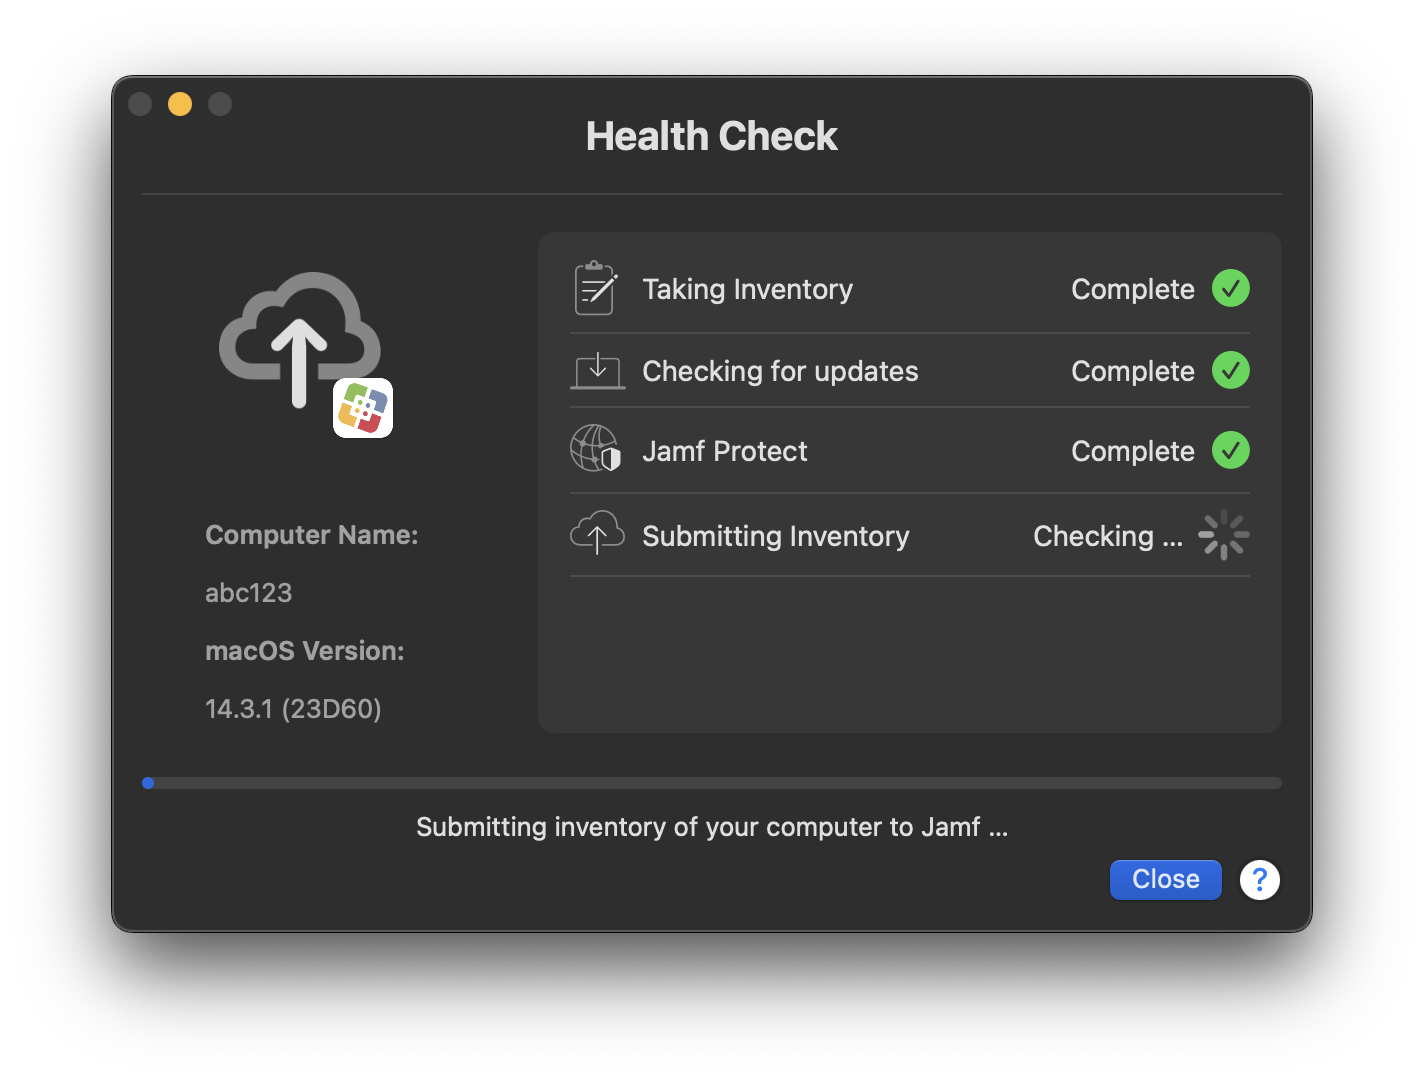 Health Check
Taking Inventory Complete
Checking for updates Complete
Jamf Protect Complete
Submitting Inventory Checking ...
Computer Name:
abc123
macOS Version:
14.3.1 (23D60)
Submitting inventory of your computer to Jamf ...
Close ?